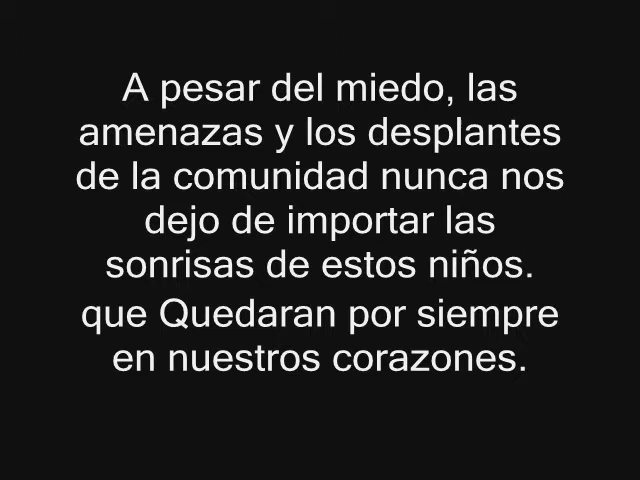 A pesar del miedo, las
amenazas y los desplantes
de la comunidad nunca nos
dejo de importar las
sonrisas de estos niños.
que Quedaran por siempre
en nuestros corazones.